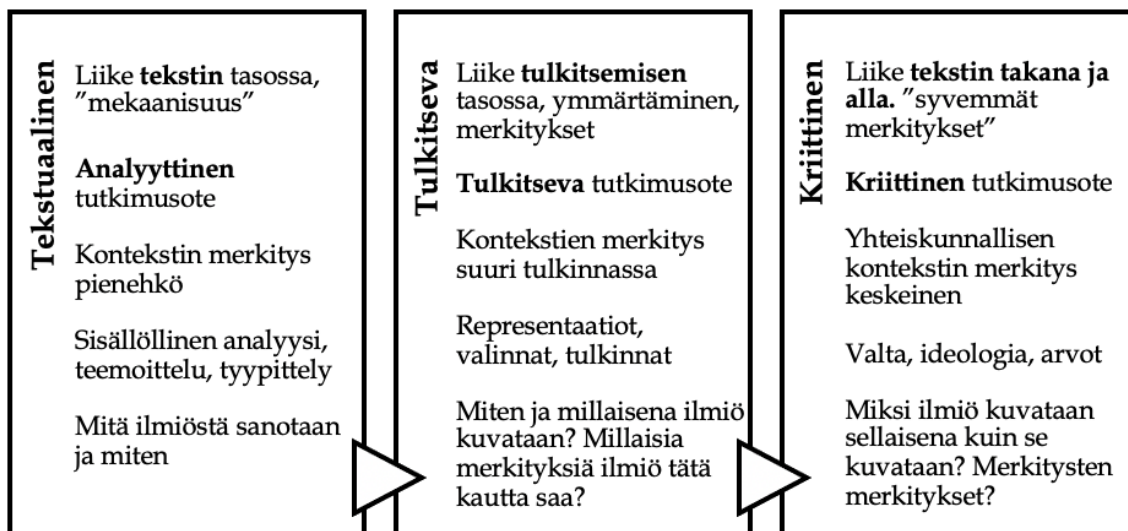 Tekstuaalinen
Liike tekstin tasossa,
”mekaanisuus”
Analyyttinen
tutkimusote
Kontekstin merkitys
pienehkö
Sisällöllinen analyysi,
teemoittelu, tyypittely
Mitä ilmiöstä sanotaan
ja miten
Tulkitseva
Liike tulkitsemisen
tasossa, ymmärtäminen,
merkitykset
Tulkitseva tutkimusote
Kontekstien merkitys
suuri tulkinnassa
Representaatiot,
valinnat, tulkinnat
Miten ja millaisena ilmiö
kuvataan? Millaisia
merkityksiä ilmiö tätä
kautta saa?
Kriittinen
Liike tekstin takana ja
alla. ”syvemmät
merkitykset”
Kriittinen tutkimusote
Yhteiskunnallisen
kontekstin merkitys
keskeinen
Valta, ideologia, arvot
Miksi ilmiö kuvataan
sellaisena kuin se
kuvataan? Merkitysten
merkitykset?